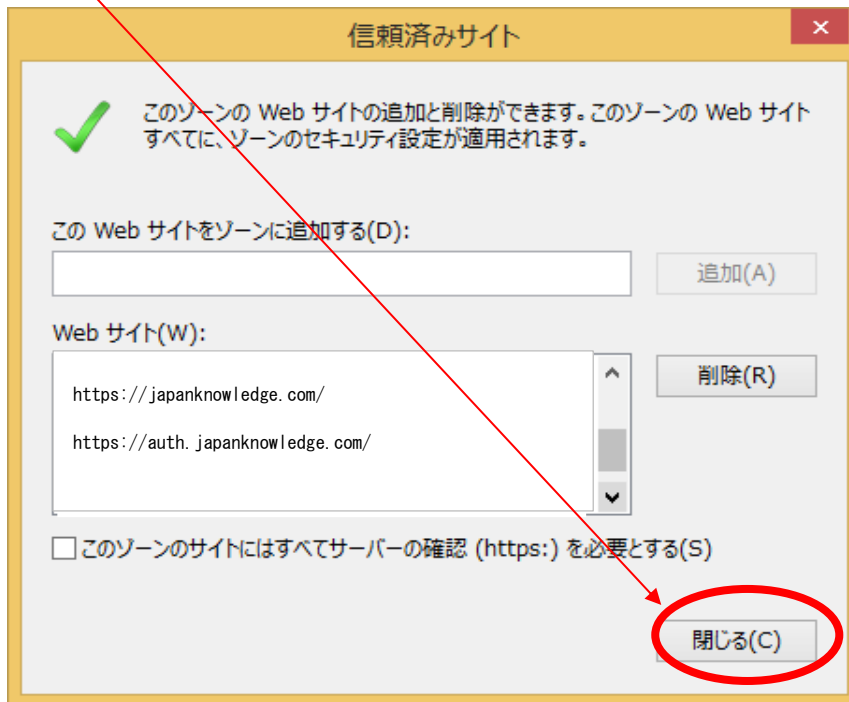 信頼済みサイト
このゾーンの Web サイトの追加と削除ができます。このゾーンの Web サイト
すべてに、ゾーンのセキュリティ設定が適用されます。
この Web サイトをゾーンに追加する(D):
追加(A)
Web サイト(W):
https://japanknowledge.com/
削除(R)
https://auth.japanknowledge.com/
このゾーンのサイトにはすべてサーバーの確認 (https:) を必要とする(S)
閉じる(C)